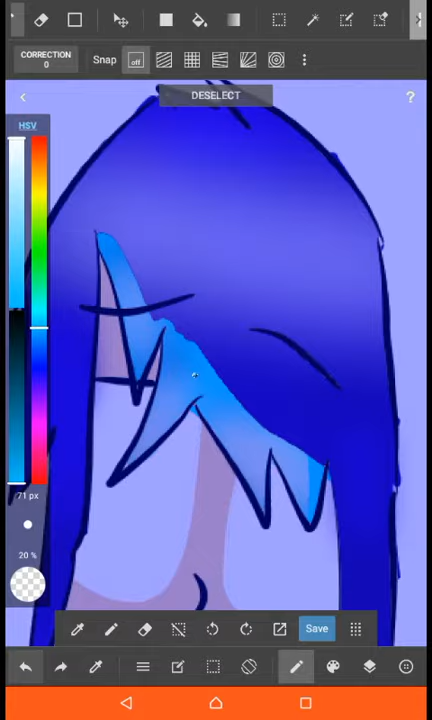 CORRECTION
0
Snap
off
DESELECT
?
HSV
71 px
20 %
Save